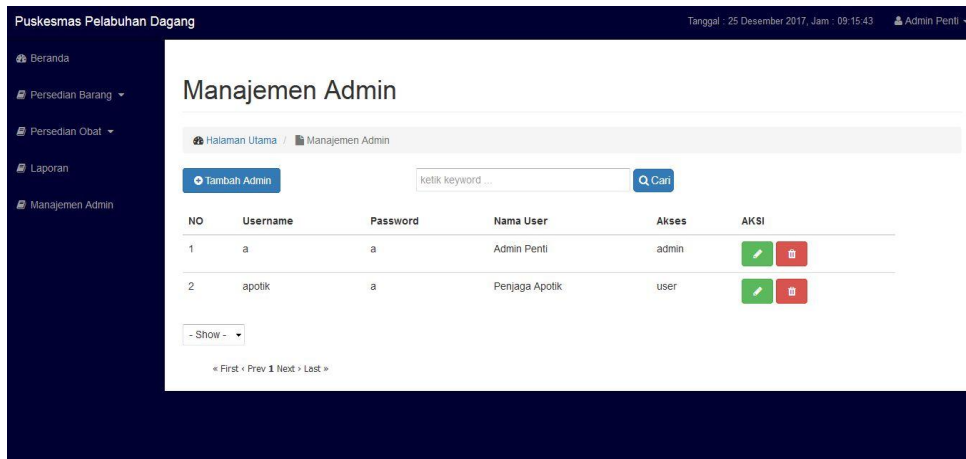 Puskesmas Pelabuhan Dagang
Tanggal : 25 Desember 2017, Jam : 09:15:43 Admin Penti
Beranda
Persedian Barang
Persedian Obat
Laporan
Manajemen Admin
Manajemen Admin
Halaman Utama / Manajemen Admin
Tambah Admin ketik keyword ... Cari
NO Username Password Nama User Akses AKSI
1 a a Admin Penti admin
2 apotik a Penjaga Apotik user
- Show -
« First ‹ Prev 1 Next › Last »